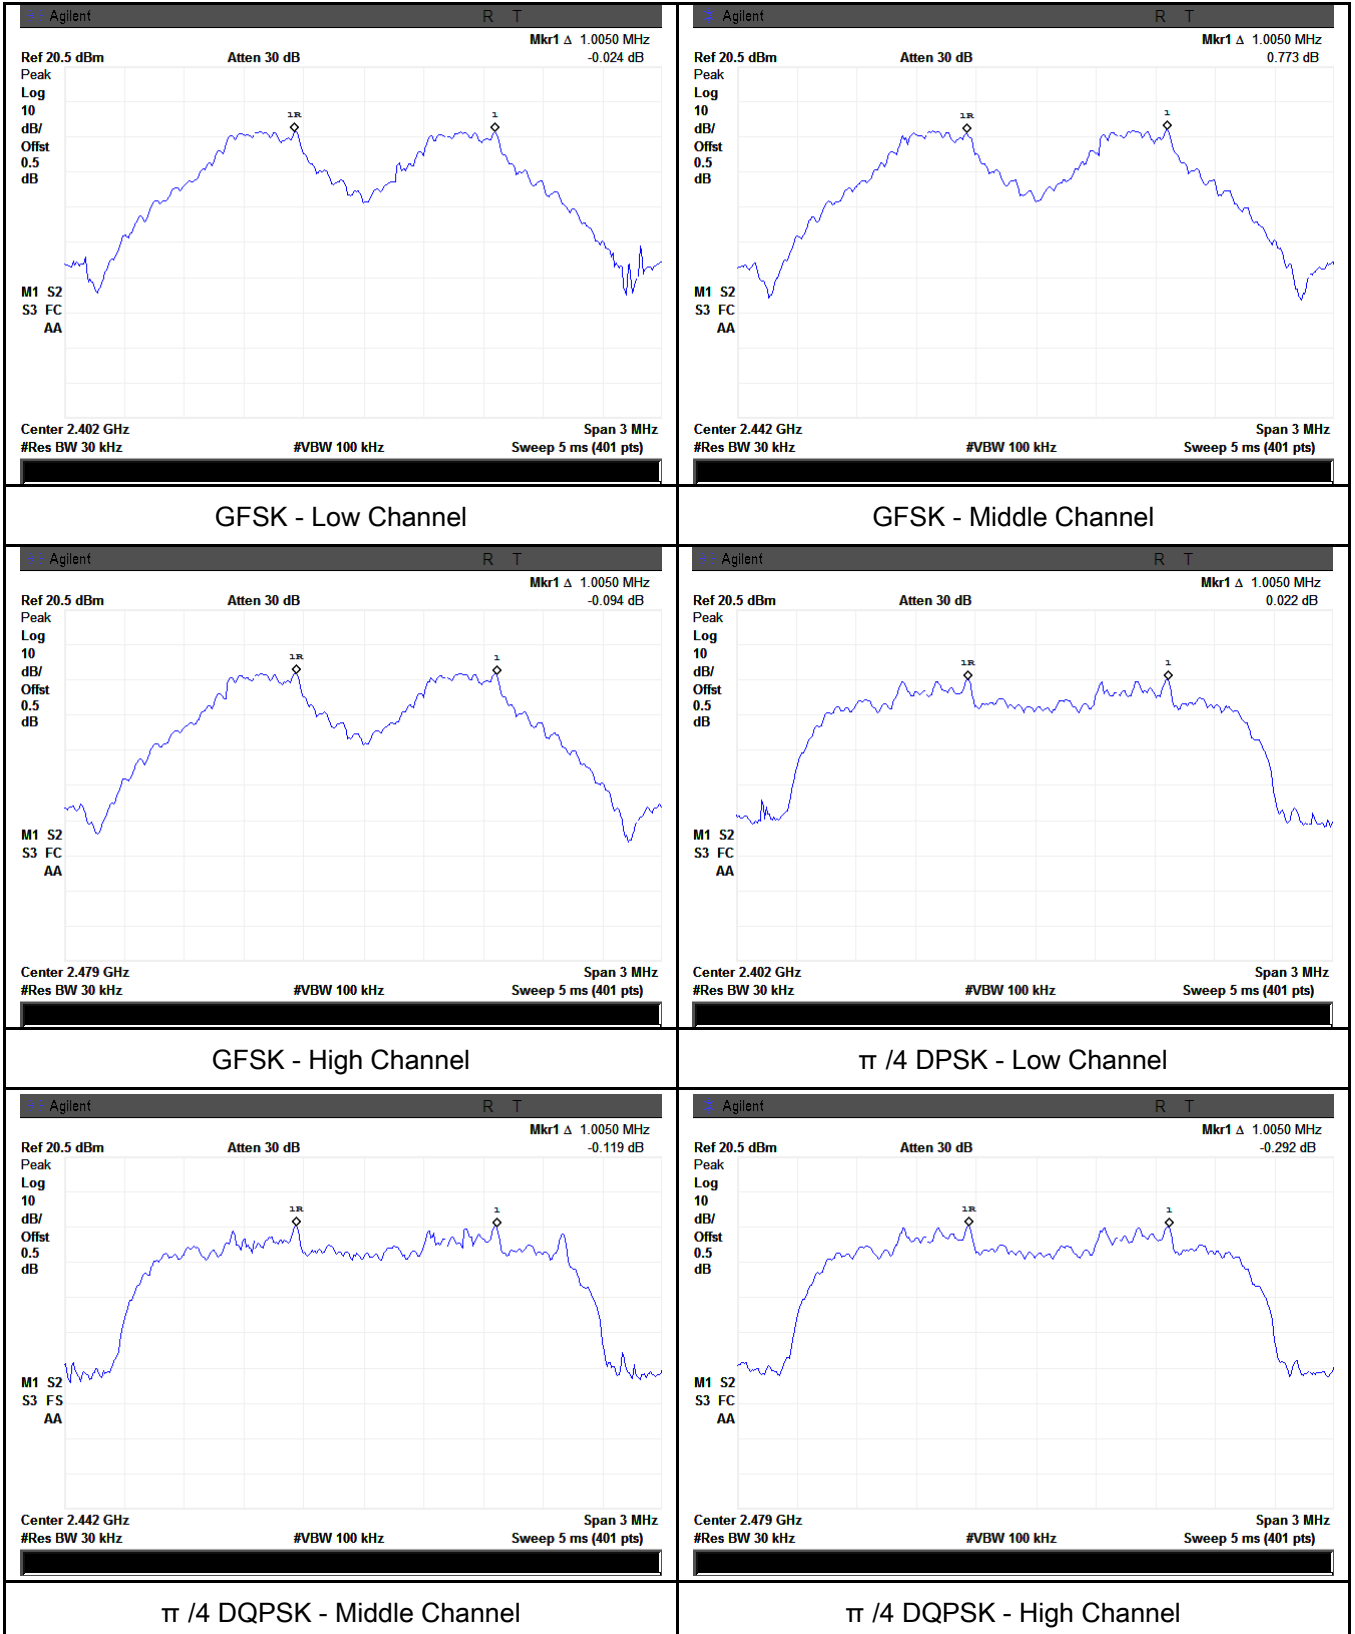 Agilent R T
Mkr1 Δ 1.0050 MHz
Ref 20.5 dBm Atten 30 dB -0.024 dB
Peak
Log
10
dB/
Offst
0.5
dB
1R 1
M1 S2
S3 FC
AA
Center 2.402 GHz Span 3 MHz
#Res BW 30 kHz #VBW 100 kHz Sweep 5 ms (401 pts)
GFSK - Low Channel
Agilent R T
Mkr1 Δ 1.0050 MHz
Ref 20.5 dBm Atten 30 dB 0.773 dB
Peak
Log
10
dB/
Offst
0.5
dB
1R 1
M1 S2
S3 FC
AA
Center 2.442 GHz Span 3 MHz
#Res BW 30 kHz #VBW 100 kHz Sweep 5 ms (401 pts)
GFSK - Middle Channel
Agilent R T
Mkr1 Δ 1.0050 MHz
Ref 20.5 dBm Atten 30 dB -0.094 dB
Peak
Log
10
dB/
Offst
0.5
dB
1R 1
M1 S2
S3 FC
AA
Center 2.479 GHz Span 3 MHz
#Res BW 30 kHz #VBW 100 kHz Sweep 5 ms (401 pts)
GFSK - High Channel
Agilent R T
Mkr1 Δ 1.0050 MHz
Ref 20.5 dBm Atten 30 dB 0.022 dB
Peak
Log
10
dB/
Offst
0.5
dB
1R 1
M1 S2
S3 FC
AA
Center 2.402 GHz Span 3 MHz
#Res BW 30 kHz #VBW 100 kHz Sweep 5 ms (401 pts)
π /4 DPSK - Low Channel
Agilent R T
Mkr1 Δ 1.0050 MHz
Ref 20.5 dBm Atten 30 dB -0.119 dB
Peak
Log
10
dB/
Offst
0.5
dB
1R 1
M1 S2
S3 FS
AA
Center 2.442 GHz Span 3 MHz
#Res BW 30 kHz #VBW 100 kHz Sweep 5 ms (401 pts)
π /4 DQPSK - Middle Channel
Agilent R T
Mkr1 Δ 1.0050 MHz
Ref 20.5 dBm Atten 30 dB -0.292 dB
Peak
Log
10
dB/
Offst
0.5
dB
1R 1
M1 S2
S3 FC
AA
Center 2.479 GHz Span 3 MHz
#Res BW 30 kHz #VBW 100 kHz Sweep 5 ms (401 pts)
π /4 DQPSK - High Channel